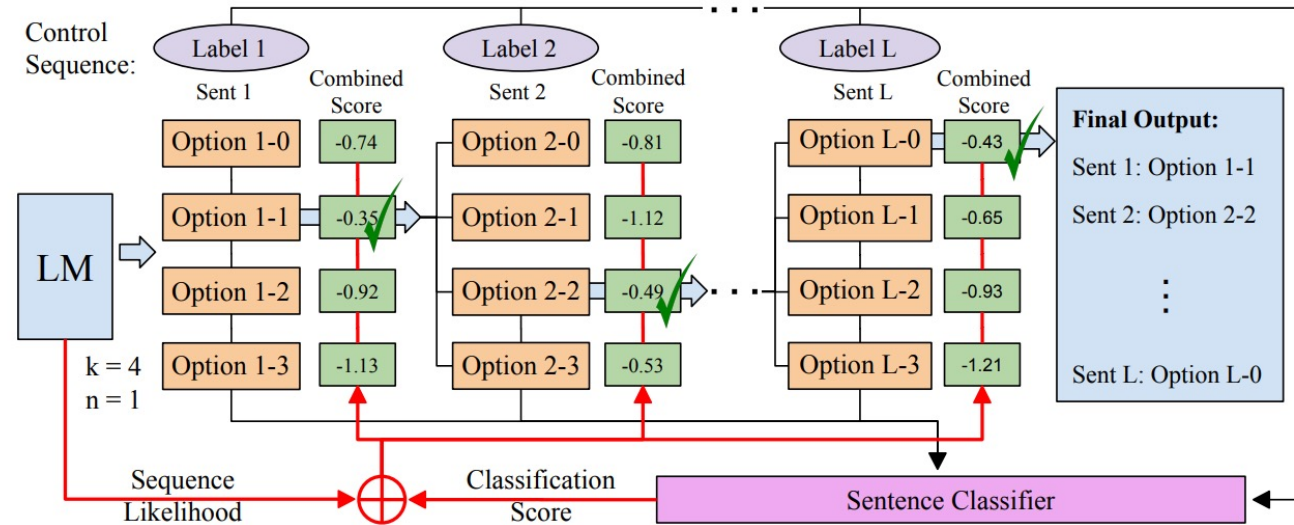 Control
Sequence:
Label 1
Label 2
. . .
Label L
Sent 1
Combined
Score
Sent 2
Combined
Score
Sent L
Combined
Score
Option 1-0
-0.74
Option 2-0
-0.81
Option L-0
-0.43
Option 1-1
-0.35
Option 2-1
-1.12
Option L-1
-0.65
Option 1-2
-0.92
Option 2-2
-0.49
. . .
Option L-2
-0.93
Option 1-3
-1.13
Option 2-3
-0.53
Option L-3
-1.21
LM
k = 4
n = 1
Final Output:
Sent 1: Option 1-1
Sent 2: Option 2-2
⋮
Sent L: Option L-0
Sequence
Likelihood
Classification
Score
Sentence Classifier